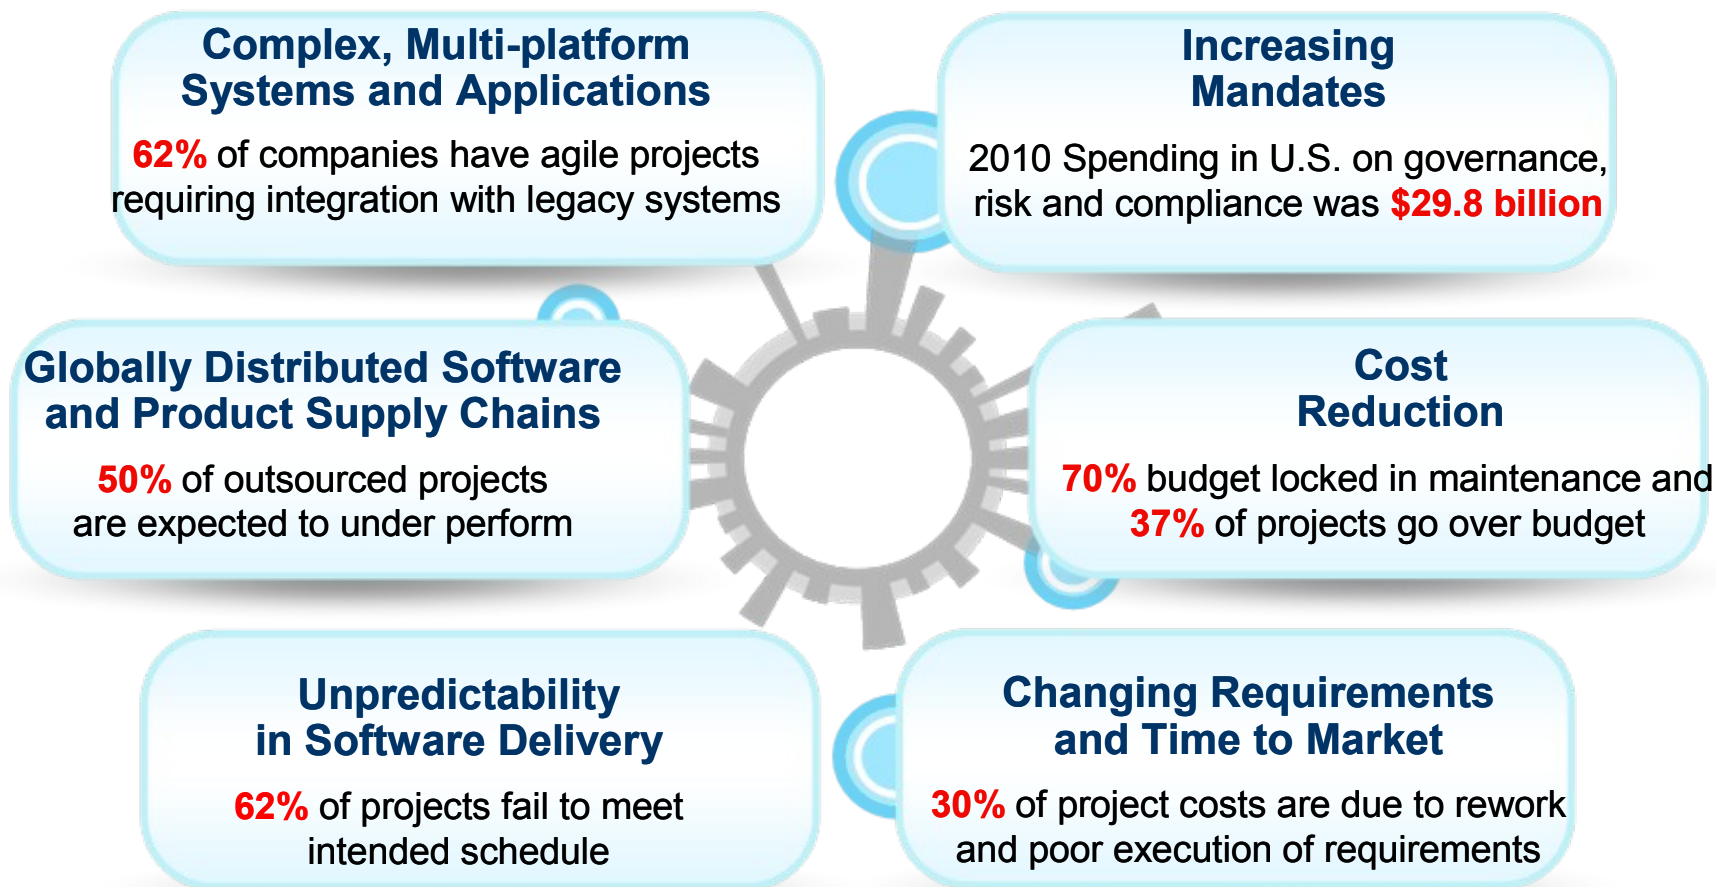 Complex, Multi-platform
Systems and Applications
62% of companies have agile projects
requiring integration with legacy systems
Increasing
Mandates
2010 Spending in U.S. on governance,
risk and compliance was $29.8 billion
Globally Distributed Software
and Product Supply Chains
50% of outsourced projects
are expected to under perform
Cost
Reduction
70% budget locked in maintenance and
37% of projects go over budget
Unpredictability
in Software Delivery
62% of projects fail to meet
intended schedule
Changing Requirements
and Time to Market
30% of project costs are due to rework
and poor execution of requirements